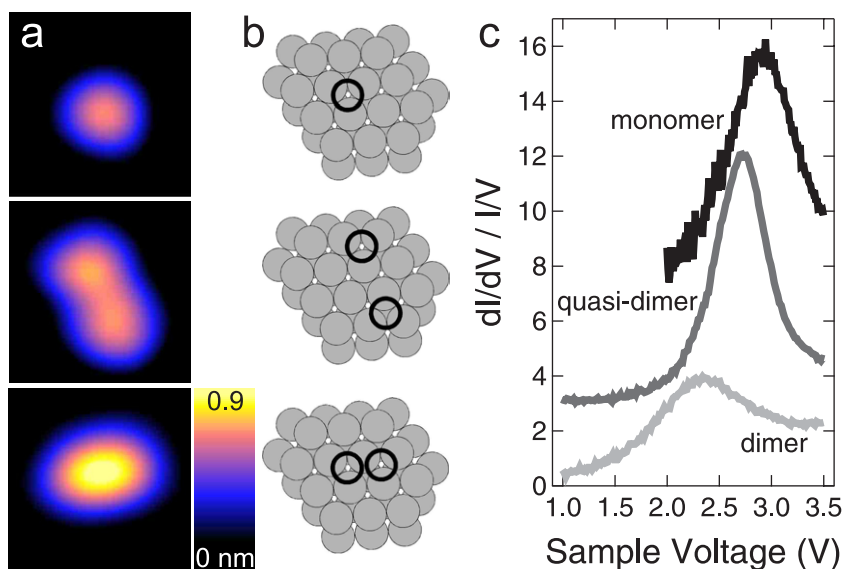 a
b
c
0.9
0 nm
16
14
12
10
8
6
4
2
0
dI/dV / I/V
monomer
quasi-dimer
dimer
1.0 1.5 2.0 2.5 3.0 3.5
Sample Voltage (V)